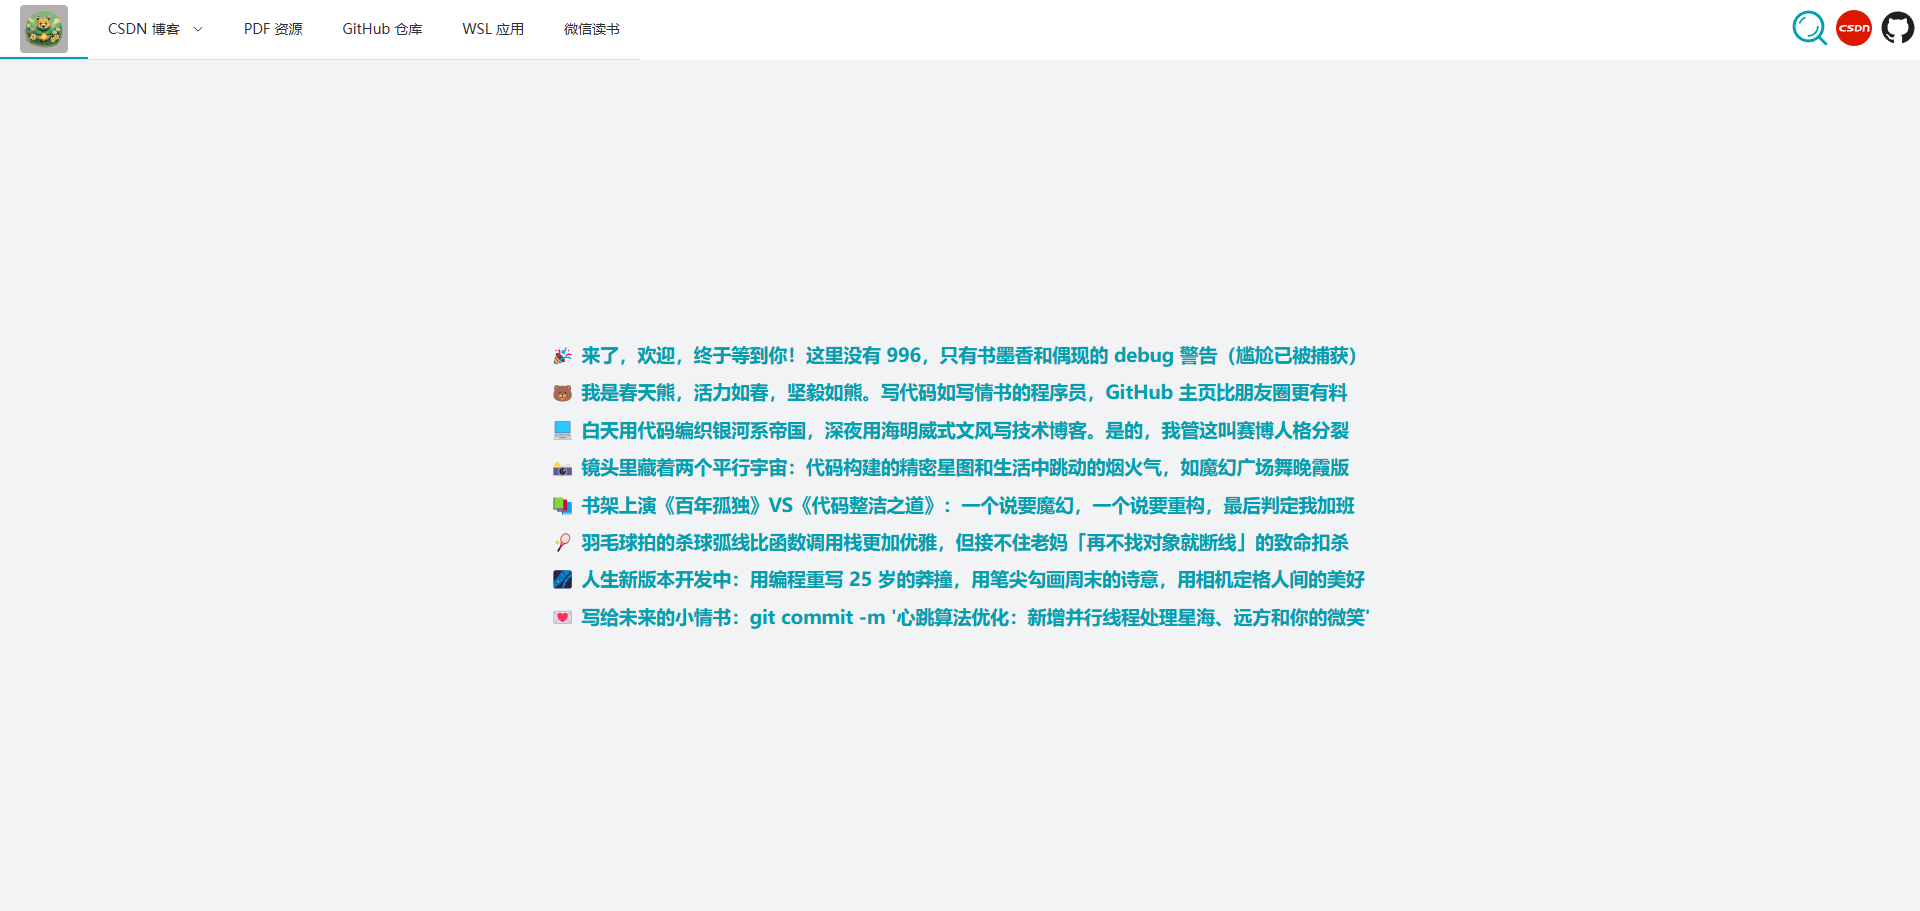 CSDN 博客
PDF 资源
GitHub 仓库
WSL 应用
微信读书
CSDN
🎉 来了，欢迎，终于等到你！这里没有 996，只有书墨香和偶现的 debug 警告（尴尬已被捕获）
🐻 我是春天熊，活力如春，坚毅如熊。写代码如写情书的程序员，GitHub 主页比朋友圈更有料
💻 白天用代码编织银河系帝国，深夜用海明威式文风写技术博客。是的，我管这叫赛博人格分裂
📸 镜头里藏着两个平行宇宙：代码构建的精密星图和生活中跳动的烟火气，如魔幻广场舞晚霞版
📚 书架上演《百年孤独》VS《代码整洁之道》：一个说要魔幻，一个说要重构，最后判定我加班
🏸 羽毛球拍的杀球弧线比函数调用栈更加优雅，但接不住老妈「再不找对象就断线」的致命扣杀
🌌 人生新版本开发中：用编程重写 25 岁的莽撞，用笔尖勾画周末的诗意，用相机定格人间的美好
💌 写给未来的小情书：git commit -m '心跳算法优化：新增并行线程处理星海、远方和你的微笑'